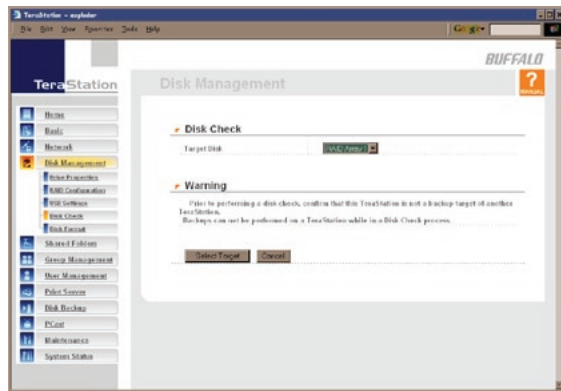 TeraStation - explorer
File Edit View Favorites Tools Help
BUFFALO
TeraStation
Disk Management
?
MANUAL
Home
Basic
Network
Disk Management
Drive Properties
RAID Configuration
USB Settings
Disk Check
Disk Format
Shared Folders
Group Management
User Management
Print Server
Disk Backup
PCast
Maintenance
System Status
Disk Check
Target Disk
RAID Array1
Warning
Prior to performing a disk check, confirm that this TeraStation is not a backup target of another
TeraStation.
Backups can not be performed on a TeraStation while in a Disk Check process.
Select Target Cancel